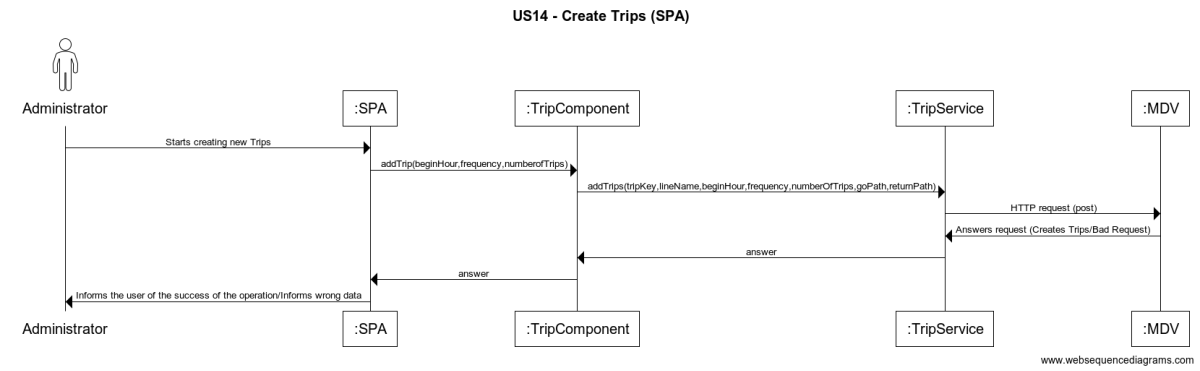 US14 - Create Trips (SPA)
Administrator :SPA :TripComponent :TripService :MDV
Starts creating new Trips
addTrip(beginHour,frequency,numberofTrips)
addTrips(tripKey,lineName,beginHour,frequency,numberOfTrips,goPath,returnPath)
HTTP request (post)
Answers request (Creates Trips/Bad Request)
answer
answer
Informs the user of the success of the operation/Informs wrong data
Administrator :SPA :TripComponent :TripService :MDV
www.websequencediagrams.com